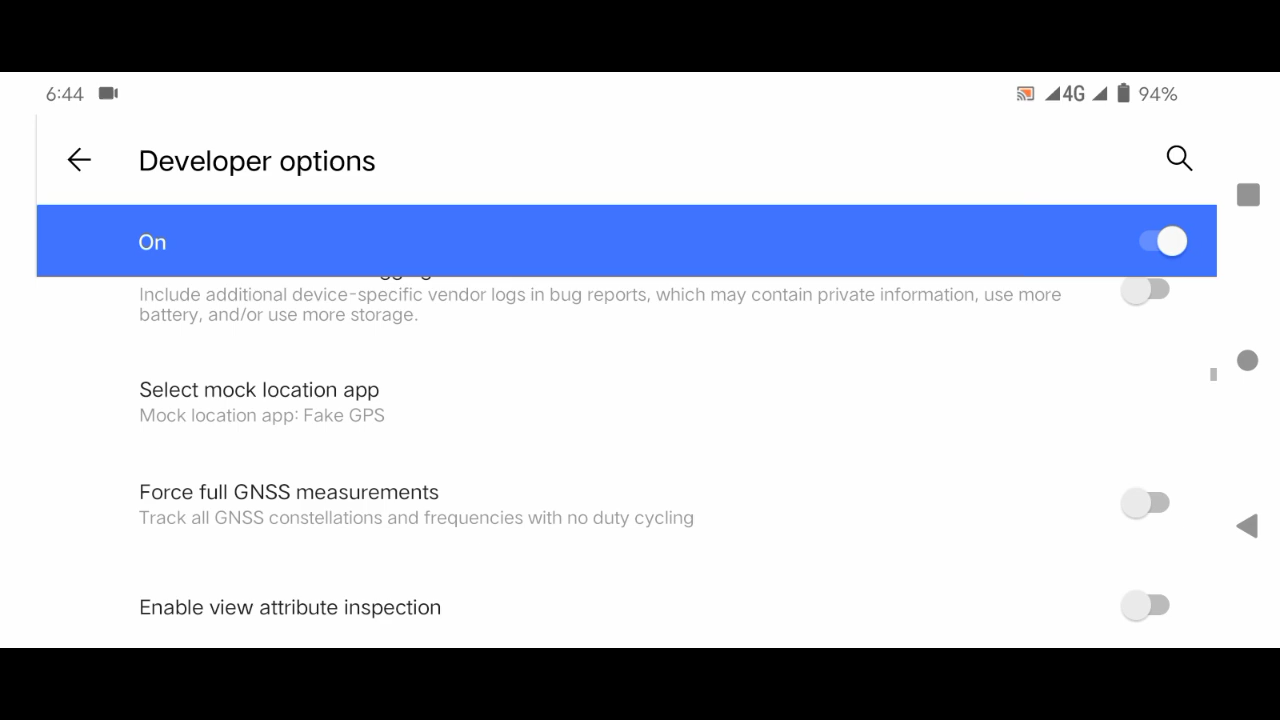 6:44
4G 94%
Developer options
On
Include additional device-specific vendor logs in bug reports, which may contain private information, use more
battery, and/or use more storage.
Select mock location app
Mock location app: Fake GPS
Force full GNSS measurements
Track all GNSS constellations and frequencies with no duty cycling
Enable view attribute inspection